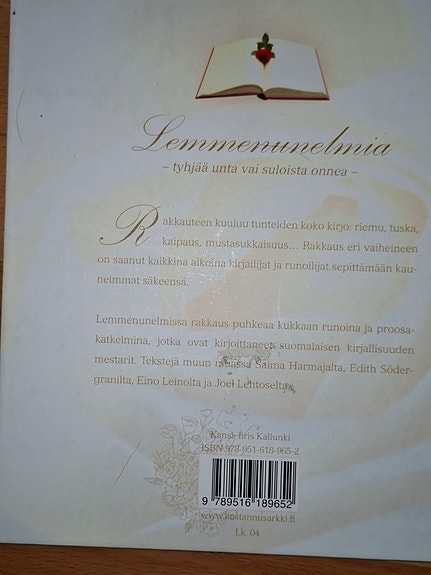 Lemmenunelmia
– tyhjää unta vai suloista onnea –
Rakkauteen kuuluu tunteiden koko kirjo: riemu, tuska,
kaipaus, mustasukkaisuus... Rakkaus eri vaiheineen
on saanut kaikkina aikoina kirjailijat ja runoilijat sepittämään kau-
neimmat säkeensä.
Lemmenunelmissa rakkaus puhkeaa kukkaan runoina ja proosa-
katkelmina, jotka ovat kirjoittaneet suomalaisen kirjallisuuden
mestarit. Tekstejä muun muassa Saima Harmajalta, Edith Söder-
granilta, Eino Leinolta ja Joel Lehtoselta.
Kansi: Iiris Kallunki
ISBN 978-951-618-965-2
9 789516 189652
www.kustannusarkki.fi
Lk. 04